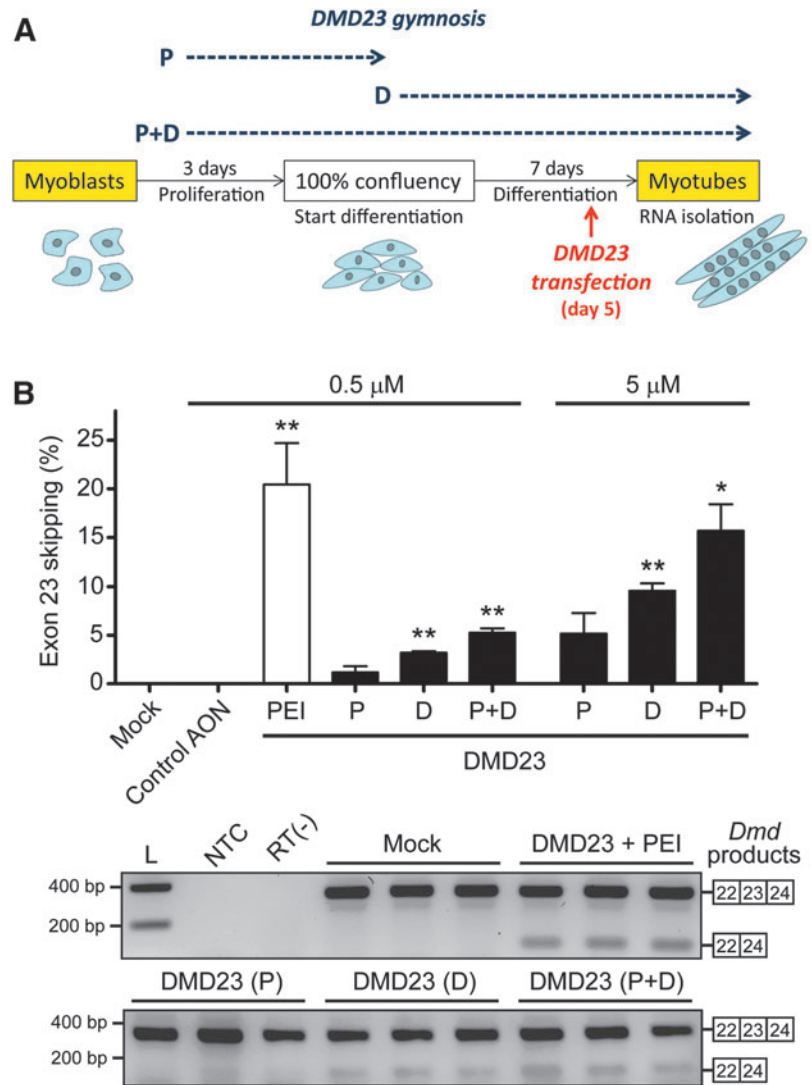 A
DMD23 gymnosis
P
D
P+D
Myoblasts
3 days
Proliferation
100% confluency
Start differentiation
7 days
Differentiation
Myotubes
RNA isolation
DMD23
transfection
(day 5)
B
0.5 μM
5 μM
Exon 23 skipping (%)
25
20
15
10
5
0
**
**
**
**
*
Mock
Control AON
PEI
P
D
P+D
P
D
P+D
DMD23
L
NTC
RT(-)
Mock
DMD23 + PEI
Dmd
products
400 bp
22 23 24
200 bp
22 24
DMD23 (P)
DMD23 (D)
DMD23 (P+D)
400 bp
22 23 24
200 bp
22 24